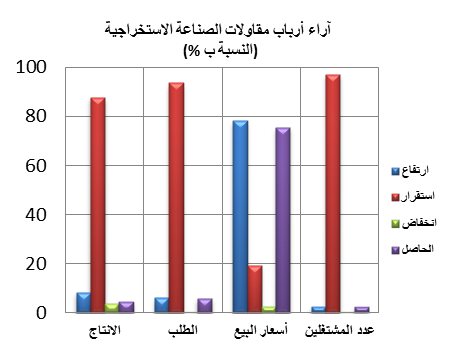 آراء أرباب مقاولات الصناعة الاستخراجية
(النسبة ب %)
100
80
60
40
20
0
ارتفاع
استقرار
انخفاض
الحاصل
الانتاج
الطلب
أسعار البيع
عدد المشتغلين